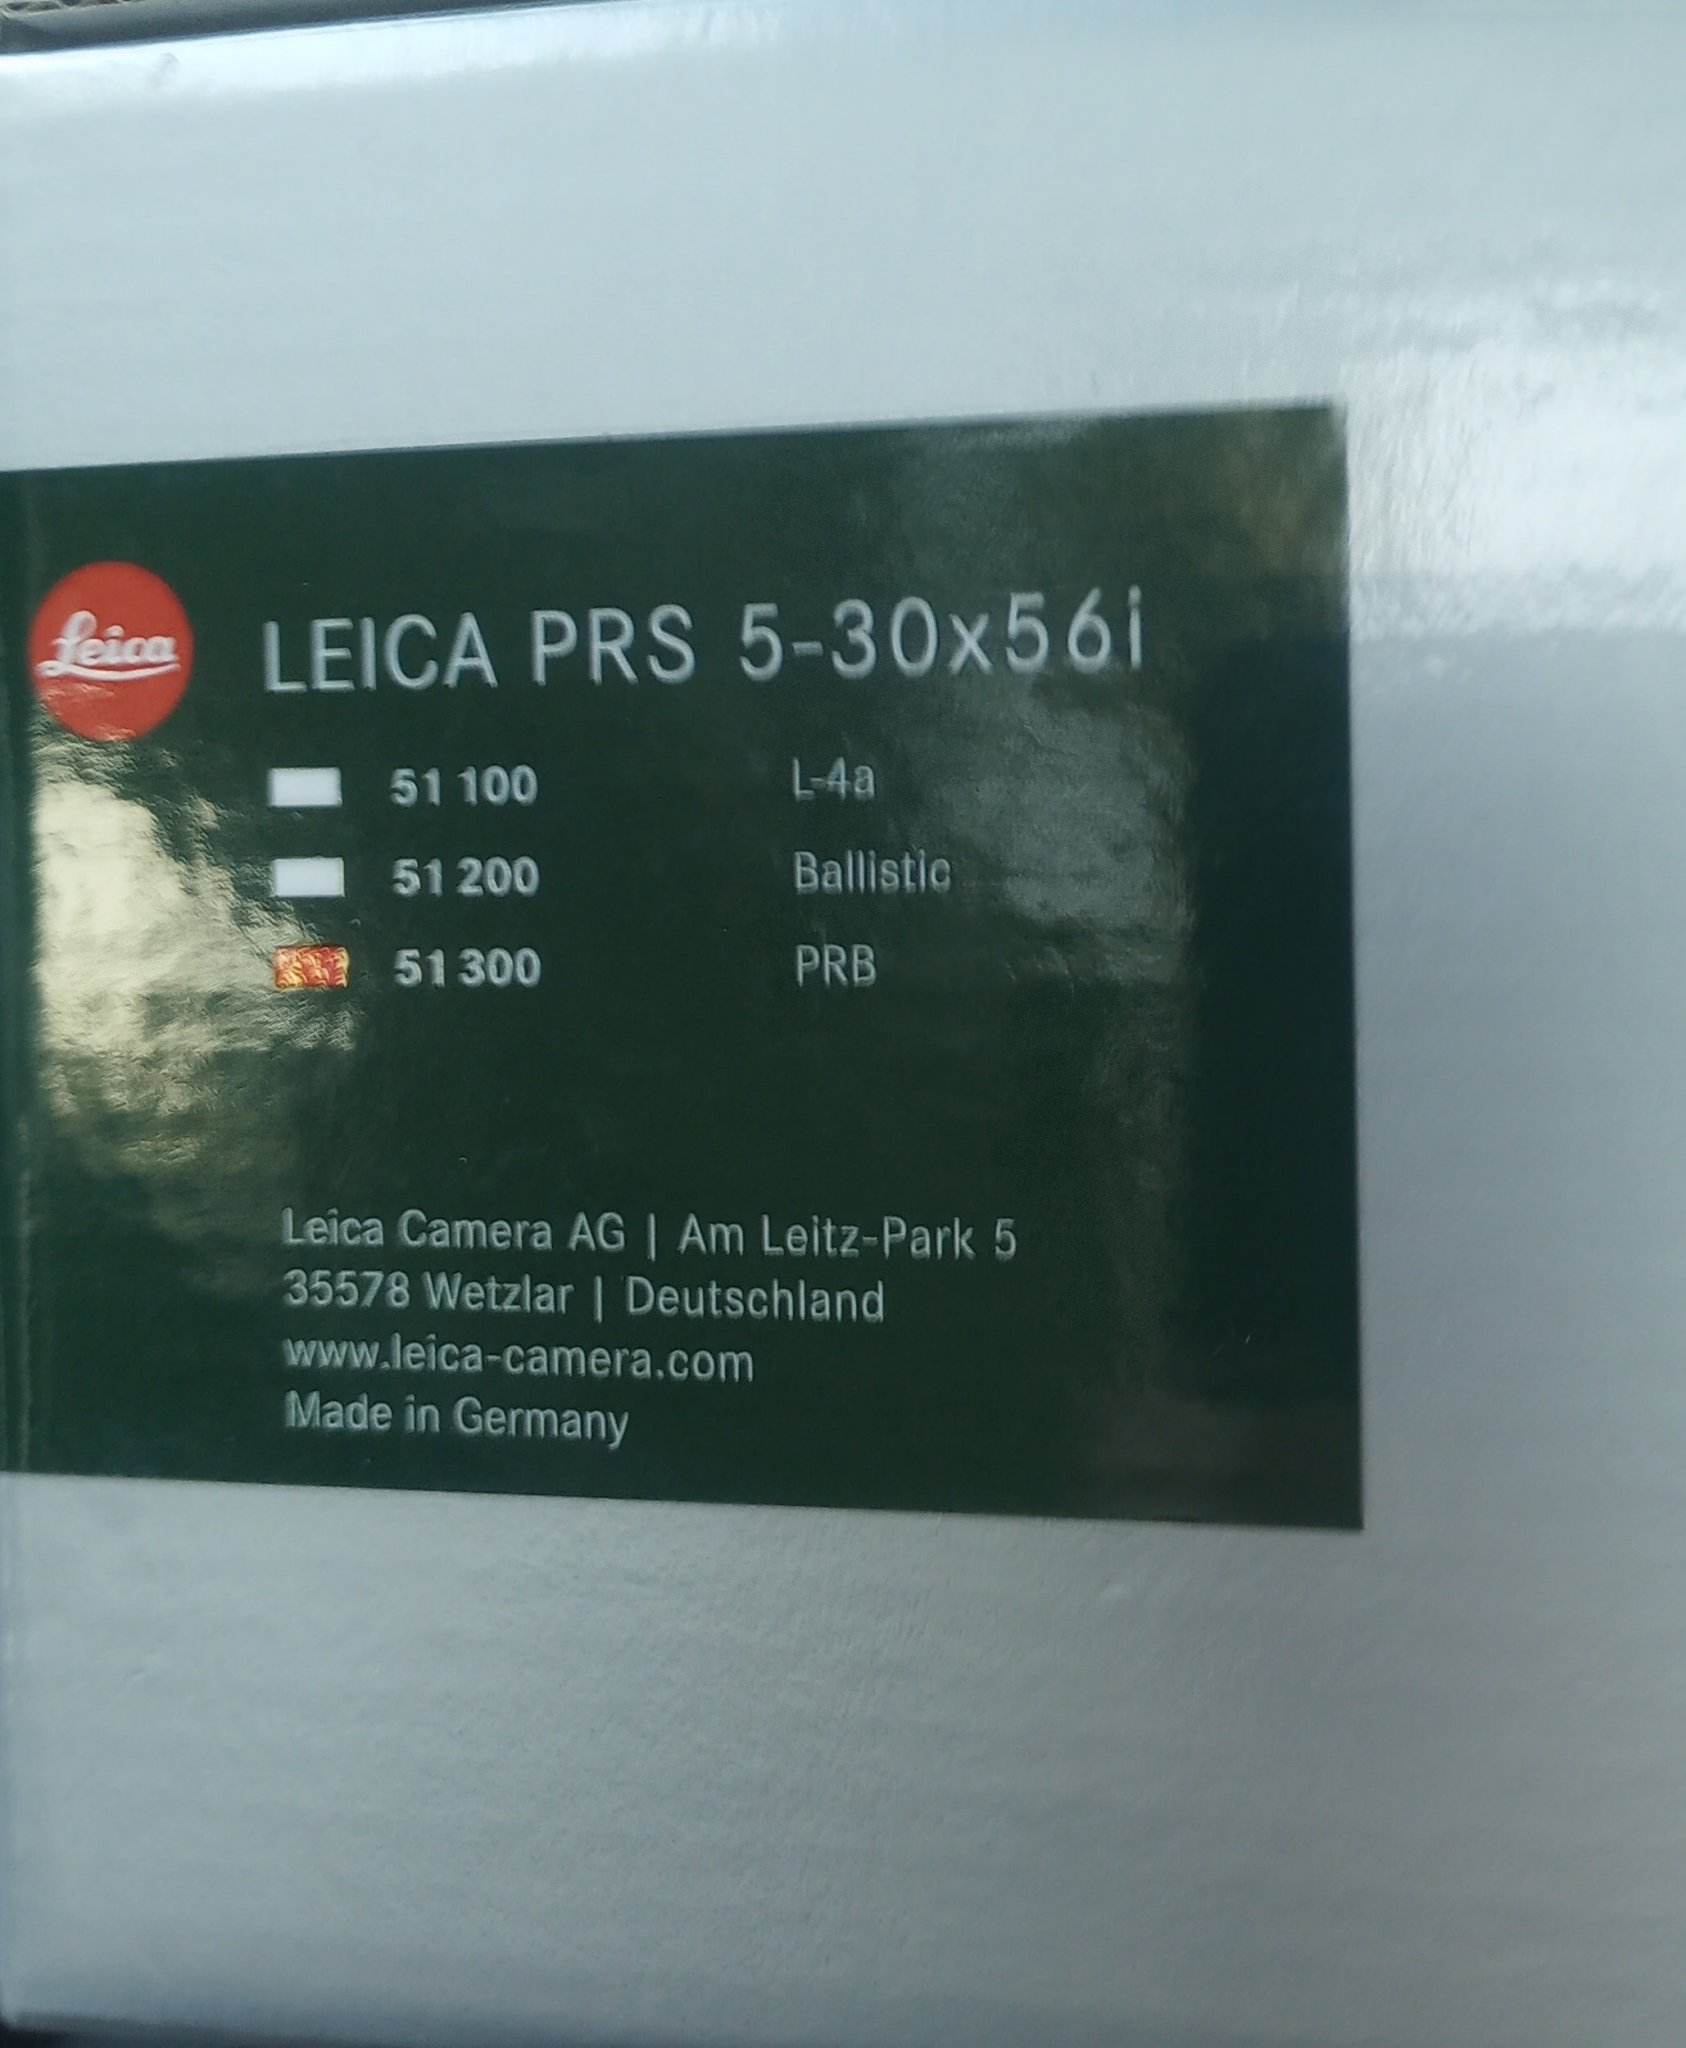 Leica
LEICA PRS 5-30x56i
51 100 L-4a
51 200 Ballistic
51 300 PRB
Leica Camera AG | Am Leitz-Park 5
35578 Wetzlar | Deutschland
www.leica-camera.com
Made in Germany